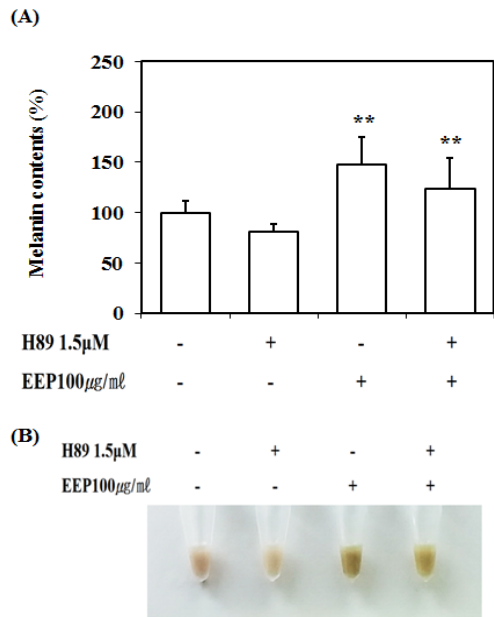 (A)
250
200
150
100
50
0
Melanin contents (%)
**
**
H89 1.5μM - + - +
EEP100㎍/㎖ - - + +
(B)
H89 1.5μM - + - +
EEP100㎍/㎖ - - + +